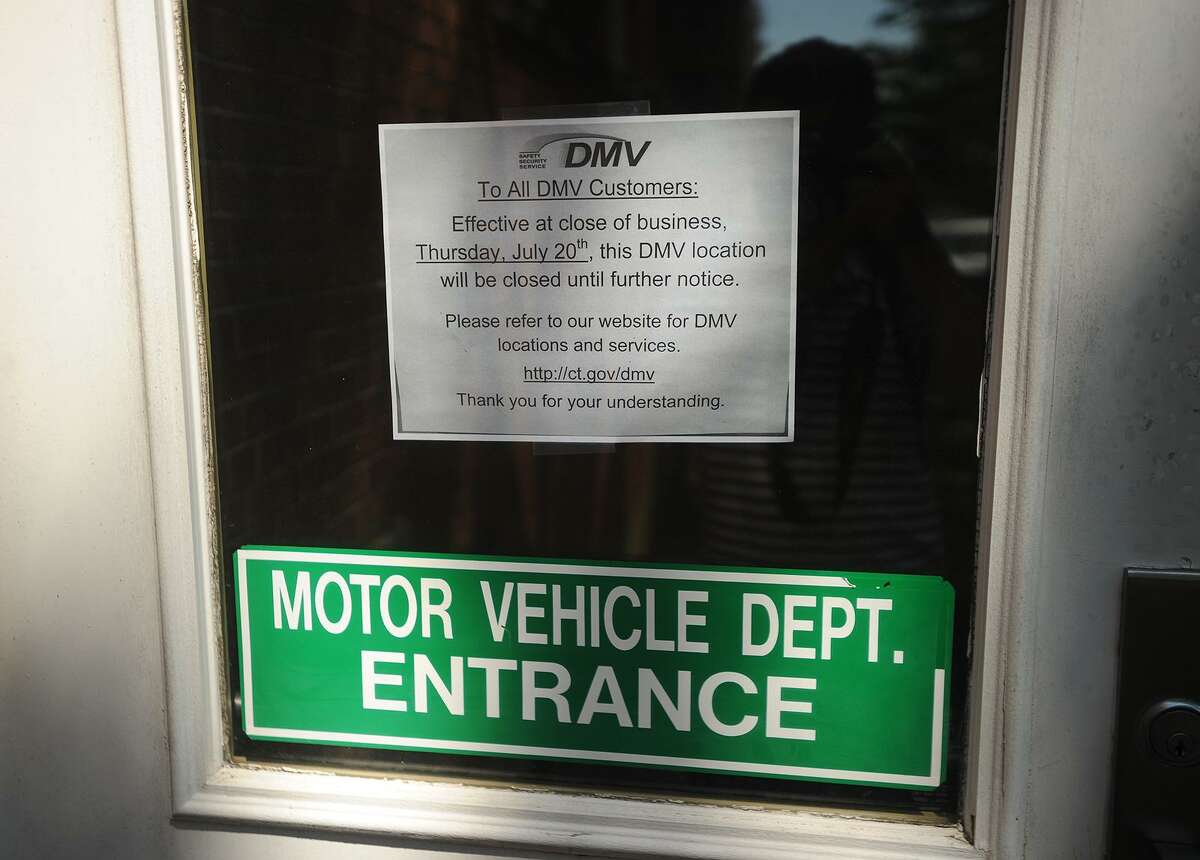 SAFETY
SECURITY
SERVICE
DMV
To All DMV Customers:
Effective at close of business,
Thursday, July 20th, this DMV location
will be closed until further notice.
Please refer to our website for DMV
locations and services.
http://ct.gov/dmv
Thank you for your understanding.
MOTOR VEHICLE DEPT.
ENTRANCE